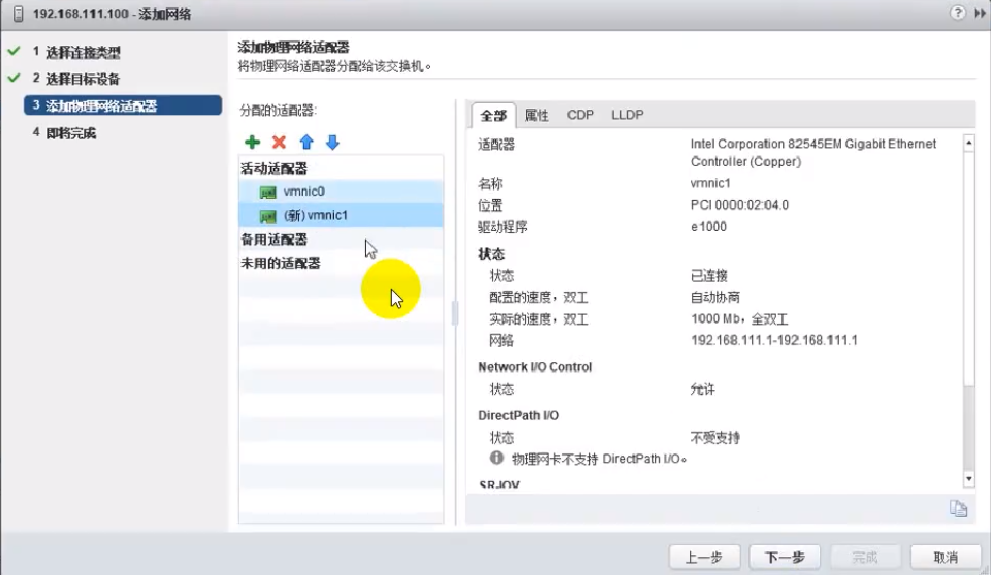 192.168.111.100 - 添加网络
1 选择连接类型
2 选择目标设备
3 添加物理网络适配器
4 即将完成
添加物理网络适配器
将物理网络适配器分配给该交换机。
分配的适配器:
活动适配器
vmnic0
(新) vmnic1
备用适配器
未用的适配器
全部 属性 CDP LLDP
适配器 Intel Corporation 82545EM Gigabit Ethernet
Controller (Copper)
名称 vmnic1
位置 PCI 0000:02:04.0
驱动程序 e1000
状态
状态 已连接
配置的速度，双工 自动协商
实际的速度，双工 1000 Mb，全双工
网络 192.168.111.1-192.168.111.1
Network I/O Control
状态 允许
DirectPath I/O
状态 不受支持
物理网卡不支持 DirectPath I/O。
SR-IOV
上一步 下一步 完成 取消